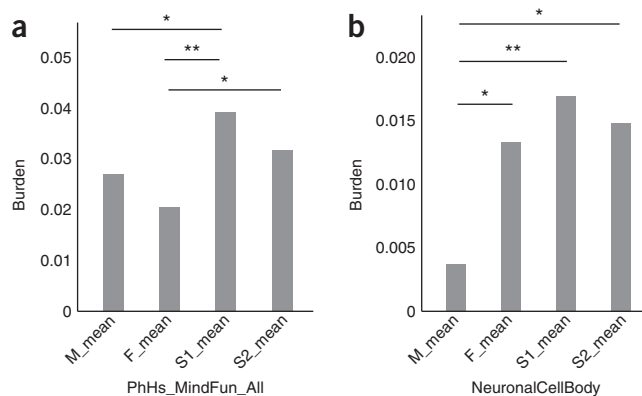 a
*
**
*
0.05
0.04
0.03
0.02
0.01
0
Burden
M_mean
F_mean
S1_mean
S2_mean
PhHs_MindFun_All
b
*
**
*
0.020
0.015
0.010
0.005
0
Burden
M_mean
F_mean
S1_mean
S2_mean
NeuronalCellBody